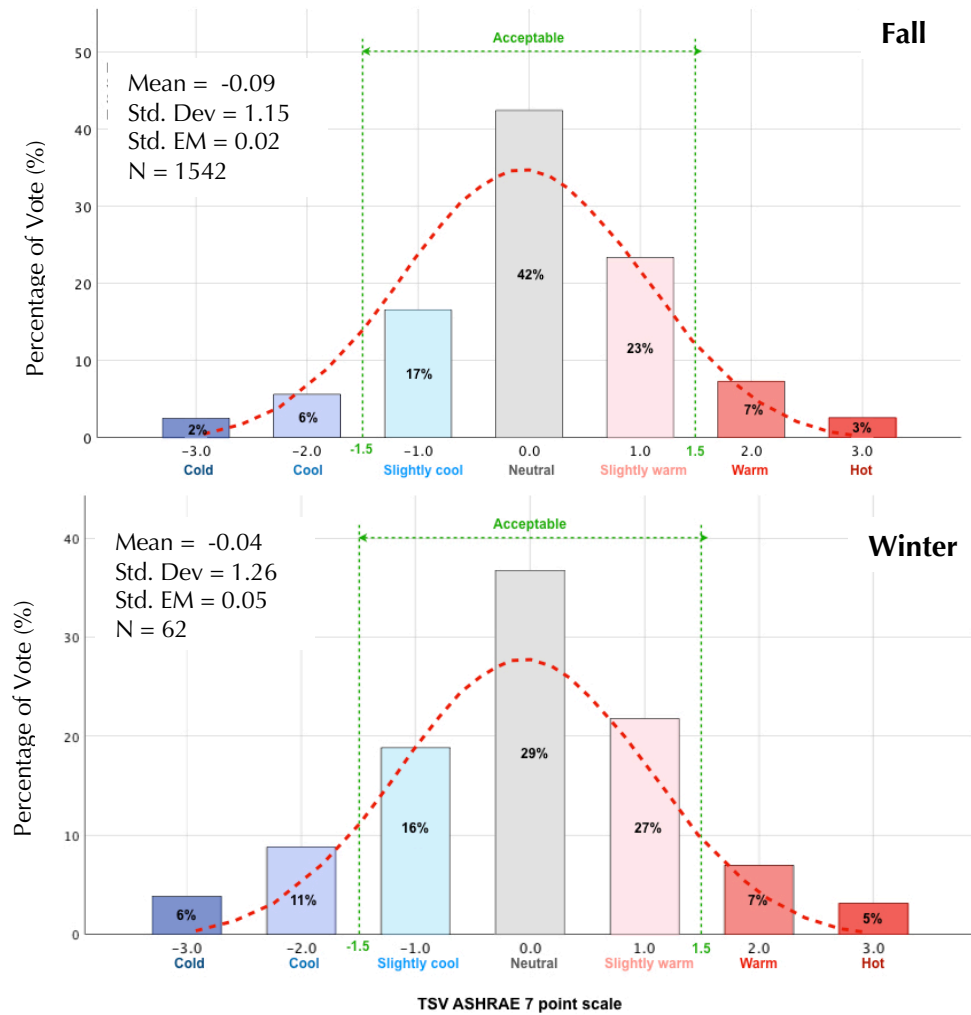 Fall
Acceptable
Mean = -0.09
Std. Dev = 1.15
Std. EM = 0.02
N = 1542
Percentage of Vote (%)
50
40
30
20
10
0
2%
6%
17%
42%
23%
7%
3%
−3.0 −2.0 -1.5 −1.0 0.0 1.0 1.5 2.0 3.0
Cold Cool Slightly cool Neutral Slightly warm Warm Hot
Winter
Acceptable
Mean = -0.04
Std. Dev = 1.26
Std. EM = 0.05
N = 62
Percentage of Vote (%)
40
30
20
10
0
6%
11%
16%
29%
27%
7%
5%
−3.0 −2.0 -1.5 −1.0 0.0 1.0 1.5 2.0 3.0
Cold Cool Slightly cool Neutral Slightly warm Warm Hot
TSV ASHRAE 7 point scale